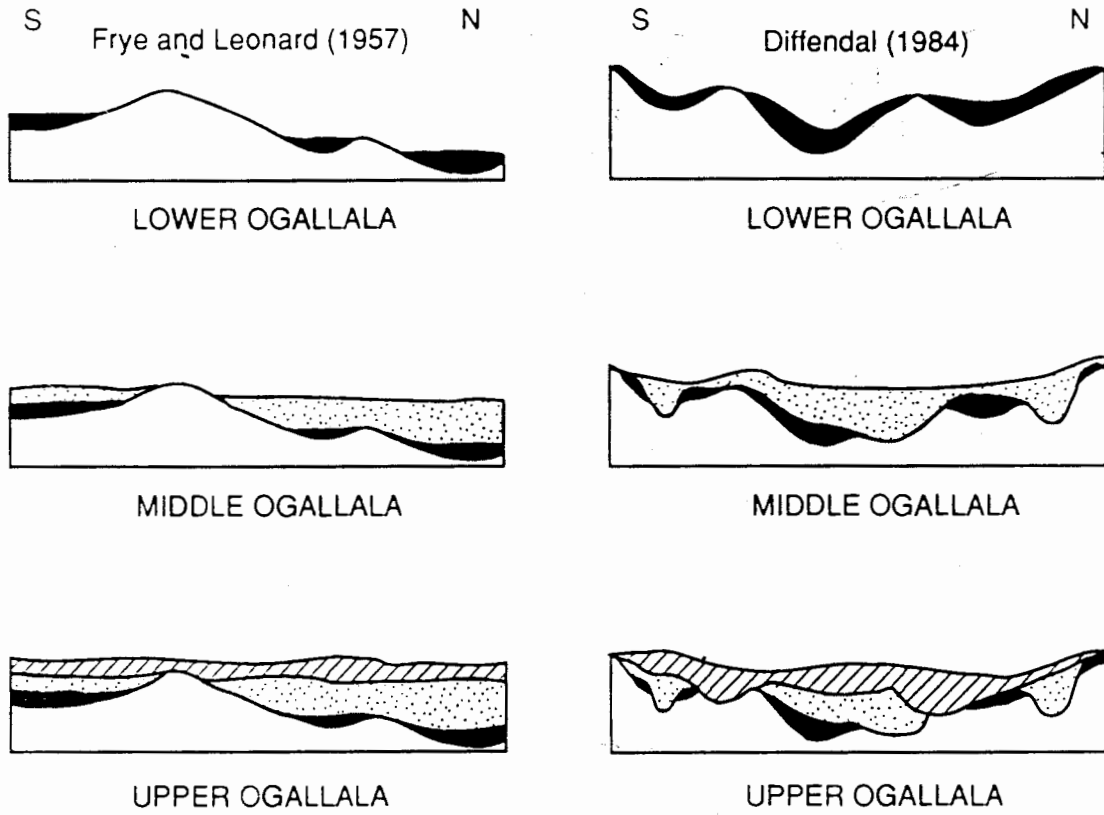 S N
Frye and Leonard (1957)
LOWER OGALLALA
MIDDLE OGALLALA
UPPER OGALLALA
S N
Diffendal (1984)
LOWER OGALLALA
MIDDLE OGALLALA
UPPER OGALLALA